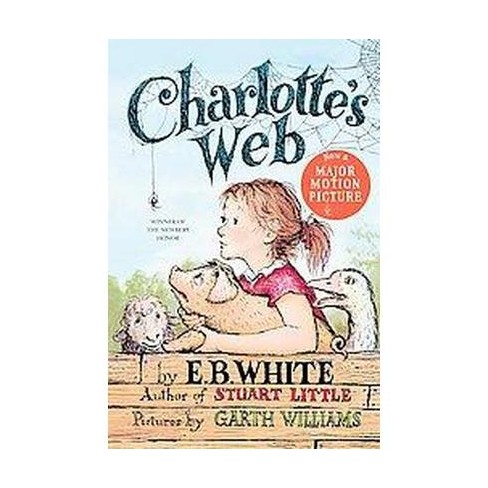 Charlotte's
Web
Now a
MAJOR
MOTION
PICTURE
WINNER OF
THE NEWBERY
HONOR
by E.B. WHITE
Author of STUART LITTLE
Pictures by GARTH WILLIAMS